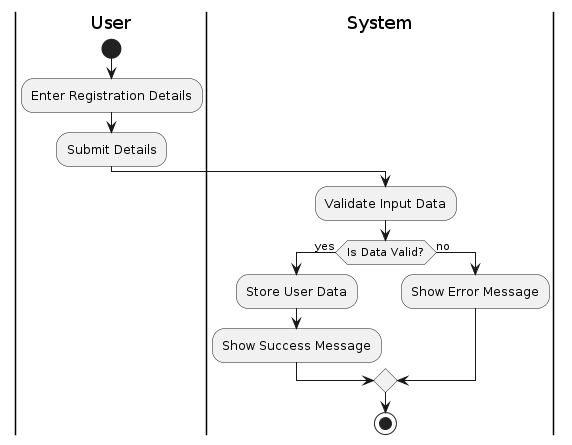 User
System
Enter Registration Details
Submit Details
Validate Input Data
yes
Is Data Valid?
no
Store User Data
Show Error Message
Show Success Message